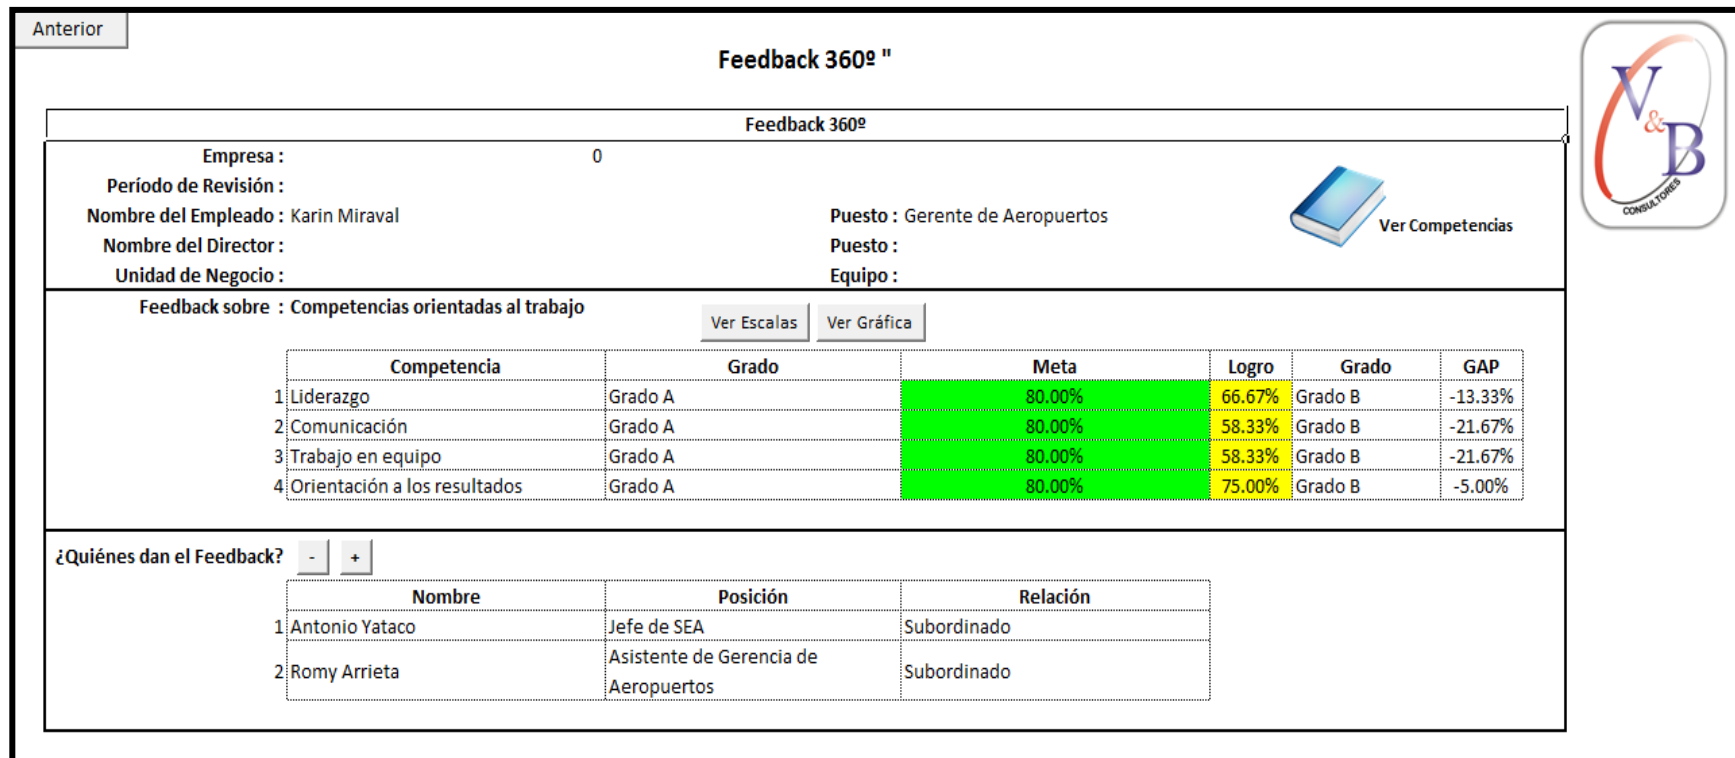 Anterior
Feedback 360º "
V & B
CONSULTORES
Feedback 360º
Empresa : 0
Período de Revisión :
Nombre del Empleado : Karin Miraval Puesto : Gerente de Aeropuertos
Ver Competencias
Nombre del Director : Puesto :
Unidad de Negocio : Equipo :
Feedback sobre : Competencias orientadas al trabajo
Ver Escalas Ver Gráfica
Competencia Grado Meta Logro Grado GAP
1 Liderazgo Grado A 80.00% 66.67% Grado B -13.33%
2 Comunicación Grado A 80.00% 58.33% Grado B -21.67%
3 Trabajo en equipo Grado A 80.00% 58.33% Grado B -21.67%
4 Orientación a los resultados Grado A 80.00% 75.00% Grado B -5.00%
¿Quiénes dan el Feedback? - +
Nombre Posición Relación
1 Antonio Yataco Jefe de SEA Subordinado
2 Romy Arrieta Asistente de Gerencia de Aeropuertos Subordinado